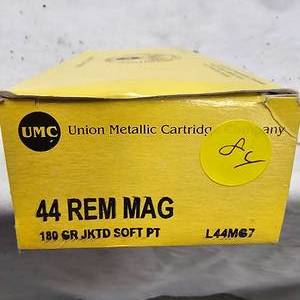 UMC Union Metallic Cartridge Company
44 REM MAG
180 GR JKTD SOFT PT L44MG7